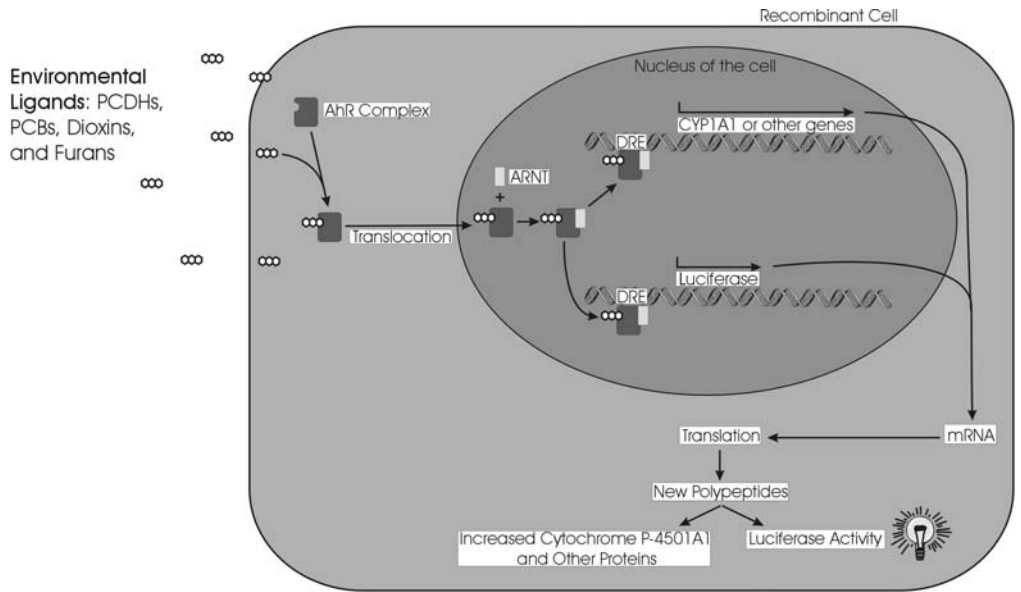 Recombinant Cell
Environmental
Ligands: PCDHs,
PCBs, Dioxins,
and Furans
AhR Complex
Translocation
Nucleus of the cell
ARNT
+
DRE
CYP1A1 or other genes
DRE
Luciferase
mRNA
Translation
New Polypeptides
Increased Cytochrome P-4501A1
and Other Proteins
Luciferase Activity